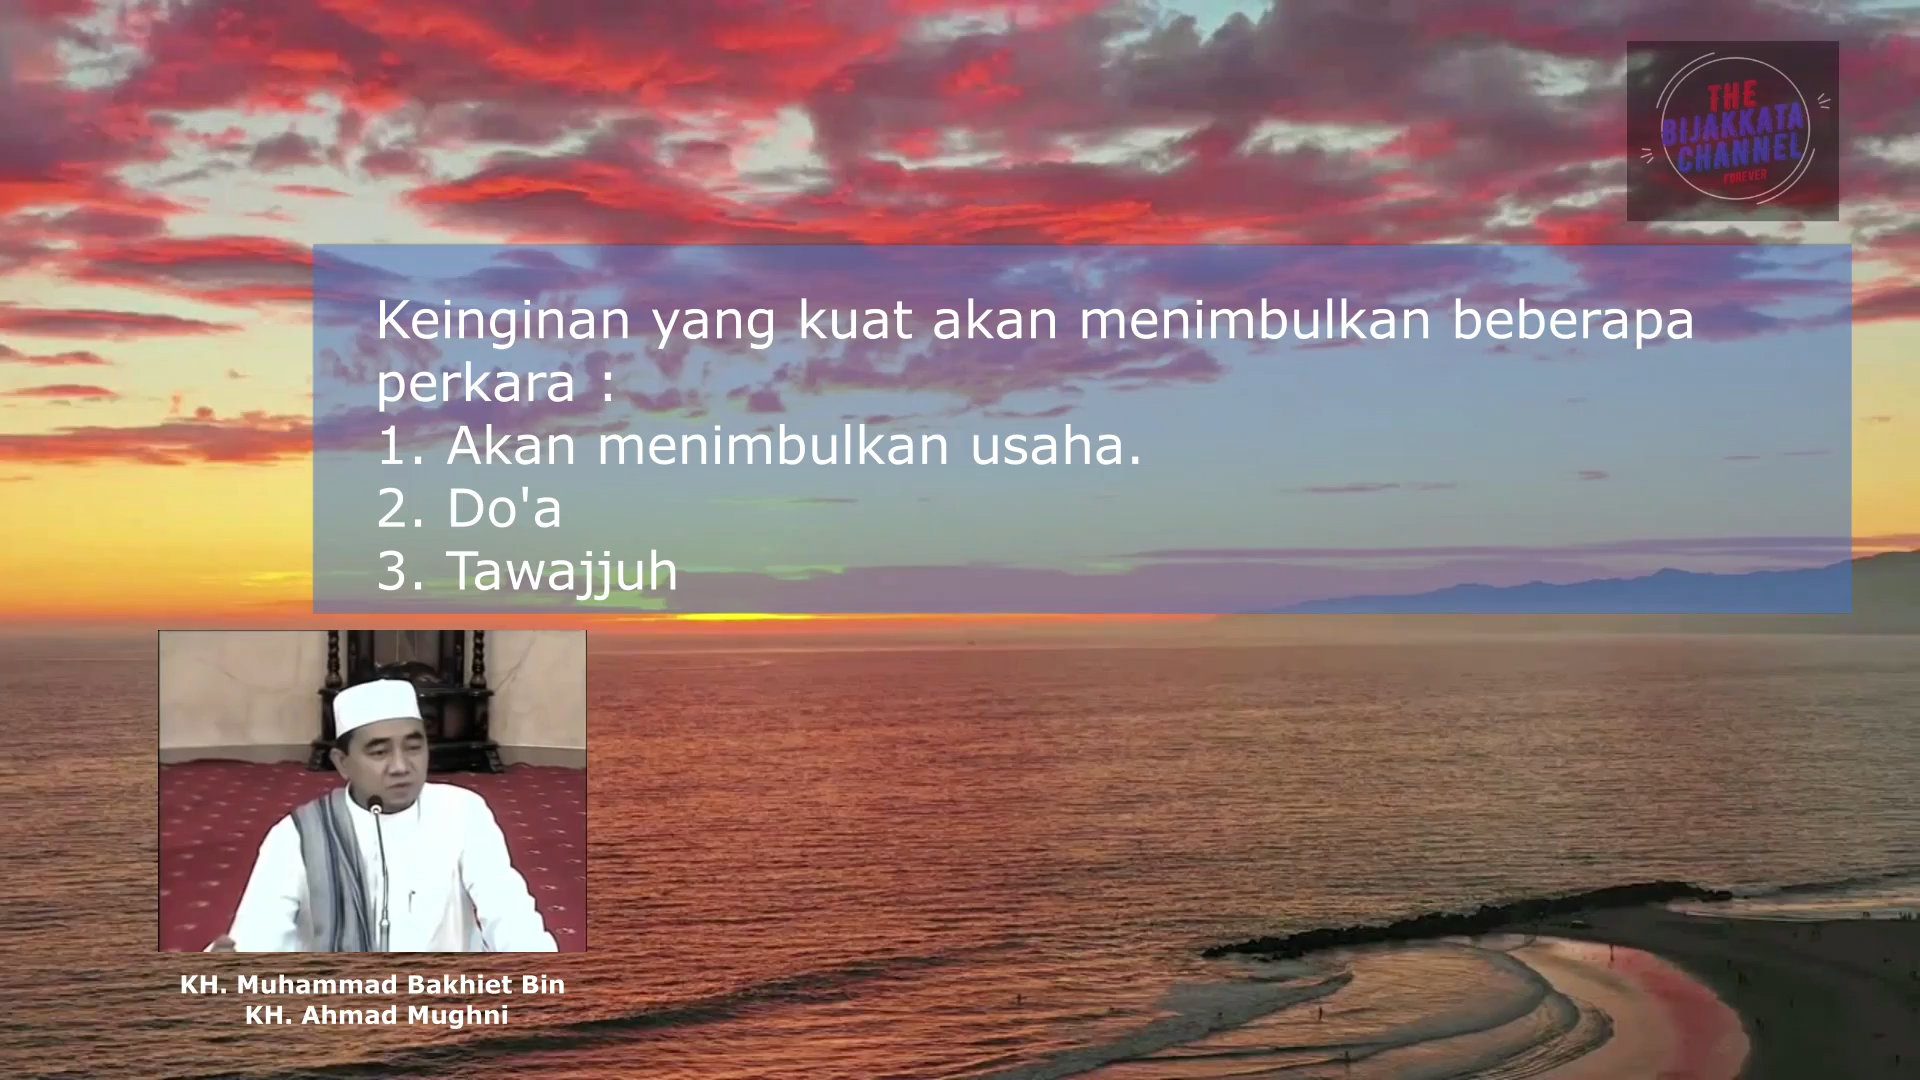 THE
BIJAKKATA
CHANNEL
FOREVER
Keinginan yang kuat akan menimbulkan beberapa
perkara :
1. Akan menimbulkan usaha.
2. Do'a
3. Tawajjuh
KH. Muhammad Bakhiet Bin
KH. Ahmad Mughni